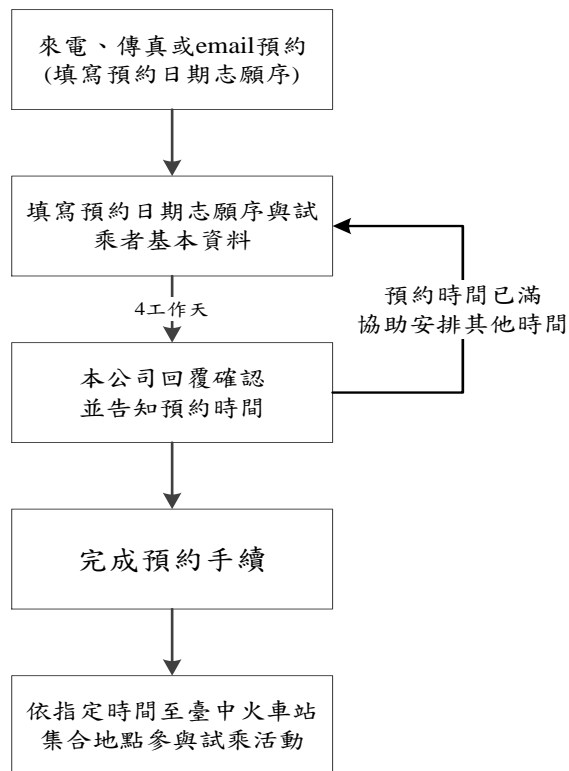 來電、傳真或email預約
(填寫預約日期志願序)
填寫預約日期志願序與試
乘者基本資料
4工作天
預約時間已滿
協助安排其他時間
本公司回覆確認
並告知預約時間
完成預約手續
依指定時間至臺中火車站
集合地點參與試乘活動